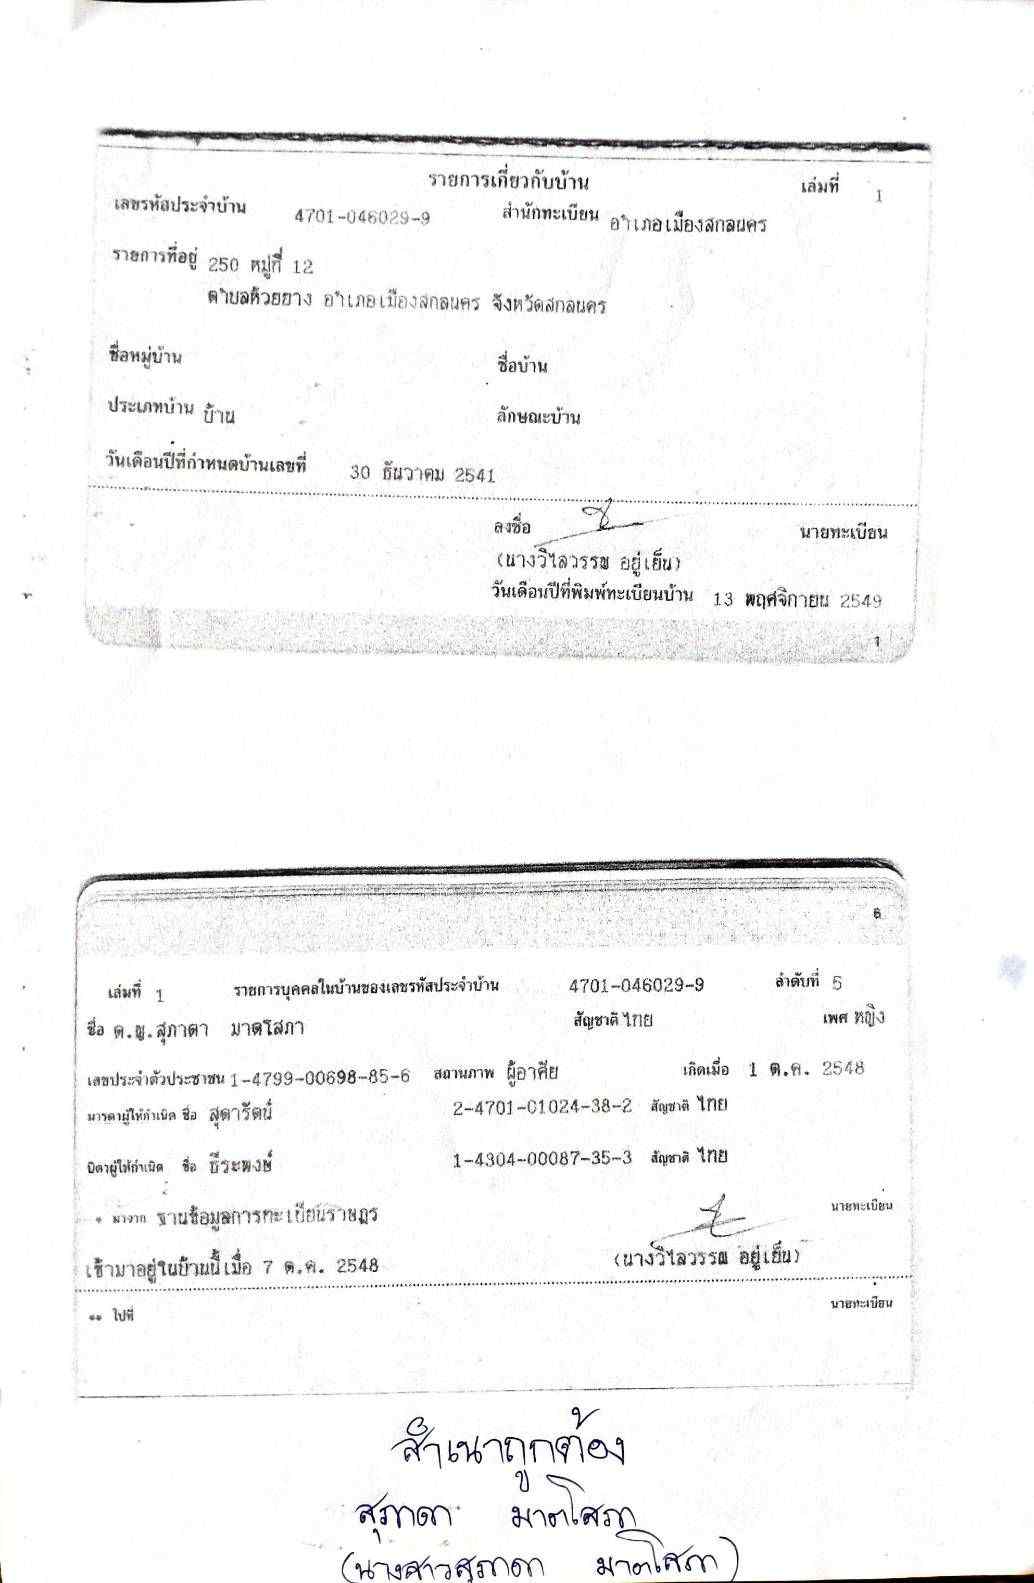 รายการเกี่ยวกับบ้าน เล่มที่ 1
เลขรหัสประจำบ้าน 4701-046029-9 สำนักทะเบียน อำเภอเมืองสกลนคร
รายการที่อยู่ 250 หมู่ที่ 12
ตำบลห้วยยาง อำเภอเมืองสกลนคร จังหวัดสกลนคร
ชื่อหมู่บ้าน ชื่อบ้าน
ประเภทบ้าน บ้าน ลักษณะบ้าน
วันเดือนปีที่กำหนดบ้านเลขที่ 30 ธันวาคม 2541
ลงชื่อ นายทะเบียน
(นางวิไลวรรณ อยู่เย็น)
วันเดือนปีที่พิมพ์ทะเบียนบ้าน 13 พฤศจิกายน 2549
1
6
เล่มที่ 1 รายการบุคคลในบ้านของเลขรหัสประจำบ้าน 4701-046029-9 ลำดับที่ 5
ชื่อ ด.ญ.สุภาดา มาตโสภา สัญชาติ ไทย เพศ หญิง
เลขประจำตัวประชาชน 1-4799-00698-85-6 สถานภาพ ผู้อาศัย เกิดเมื่อ 1 ต.ค. 2548
มารดาผู้ให้กำเนิด ชื่อ สุดารัตน์ 2-4701-01024-38-2 สัญชาติ ไทย
บิดาผู้ให้กำเนิด ชื่อ ธีระพงษ์ 1-4304-00087-35-3 สัญชาติ ไทย
* มาจาก ฐานข้อมูลการทะเบียนราษฎร นายทะเบียน
เข้ามาอยู่ในบ้านนี้เมื่อ 7 ต.ค. 2548 (นางวิไลวรรณ อยู่เย็น)
** ไปที่ นายทะเบียน
สำเนาถูกต้อง
สุภาดา มาตโสภา
(นางสาวสุภาดา มาตโสภา)